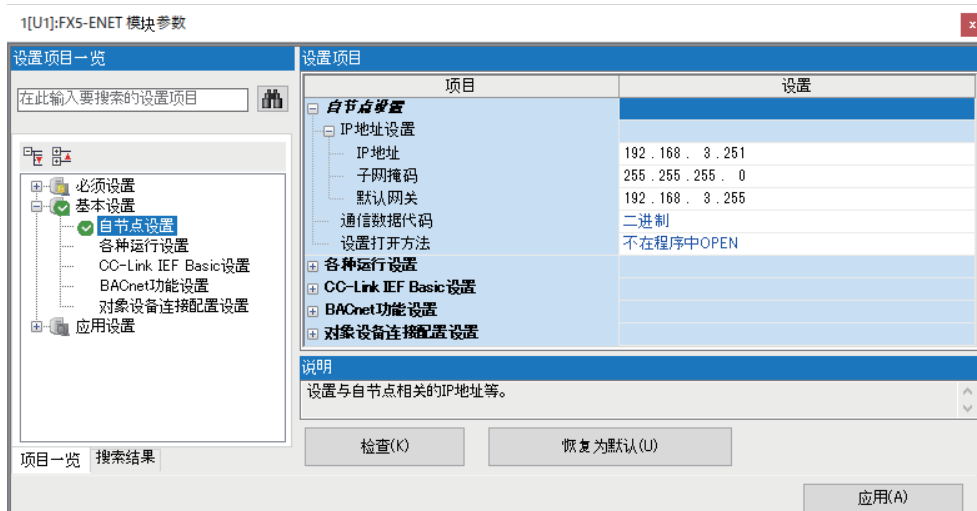 1[U1]:FX5-ENET 模块参数
x
设置项目一览
在此输入要搜索的设置项目
必须设置
基本设置
自节点设置
各种运行设置
CC-Link IEF Basic设置
BACnet功能设置
对象设备连接配置设置
应用设置
项目一览 搜索结果
设置项目
项目 设置
自节点设置
IP地址设置
IP地址 192 . 168 . 3 . 251
子网掩码 255 . 255 . 255 . 0
默认网关 192 . 168 . 3 . 255
通信数据代码 二进制
设置打开方法 不在程序中OPEN
各种运行设置
CC-Link IEF Basic设置
BACnet功能设置
对象设备连接配置设置
说明
设置与自节点相关的IP地址等。
检查(K) 恢复为默认(U)
应用(A)